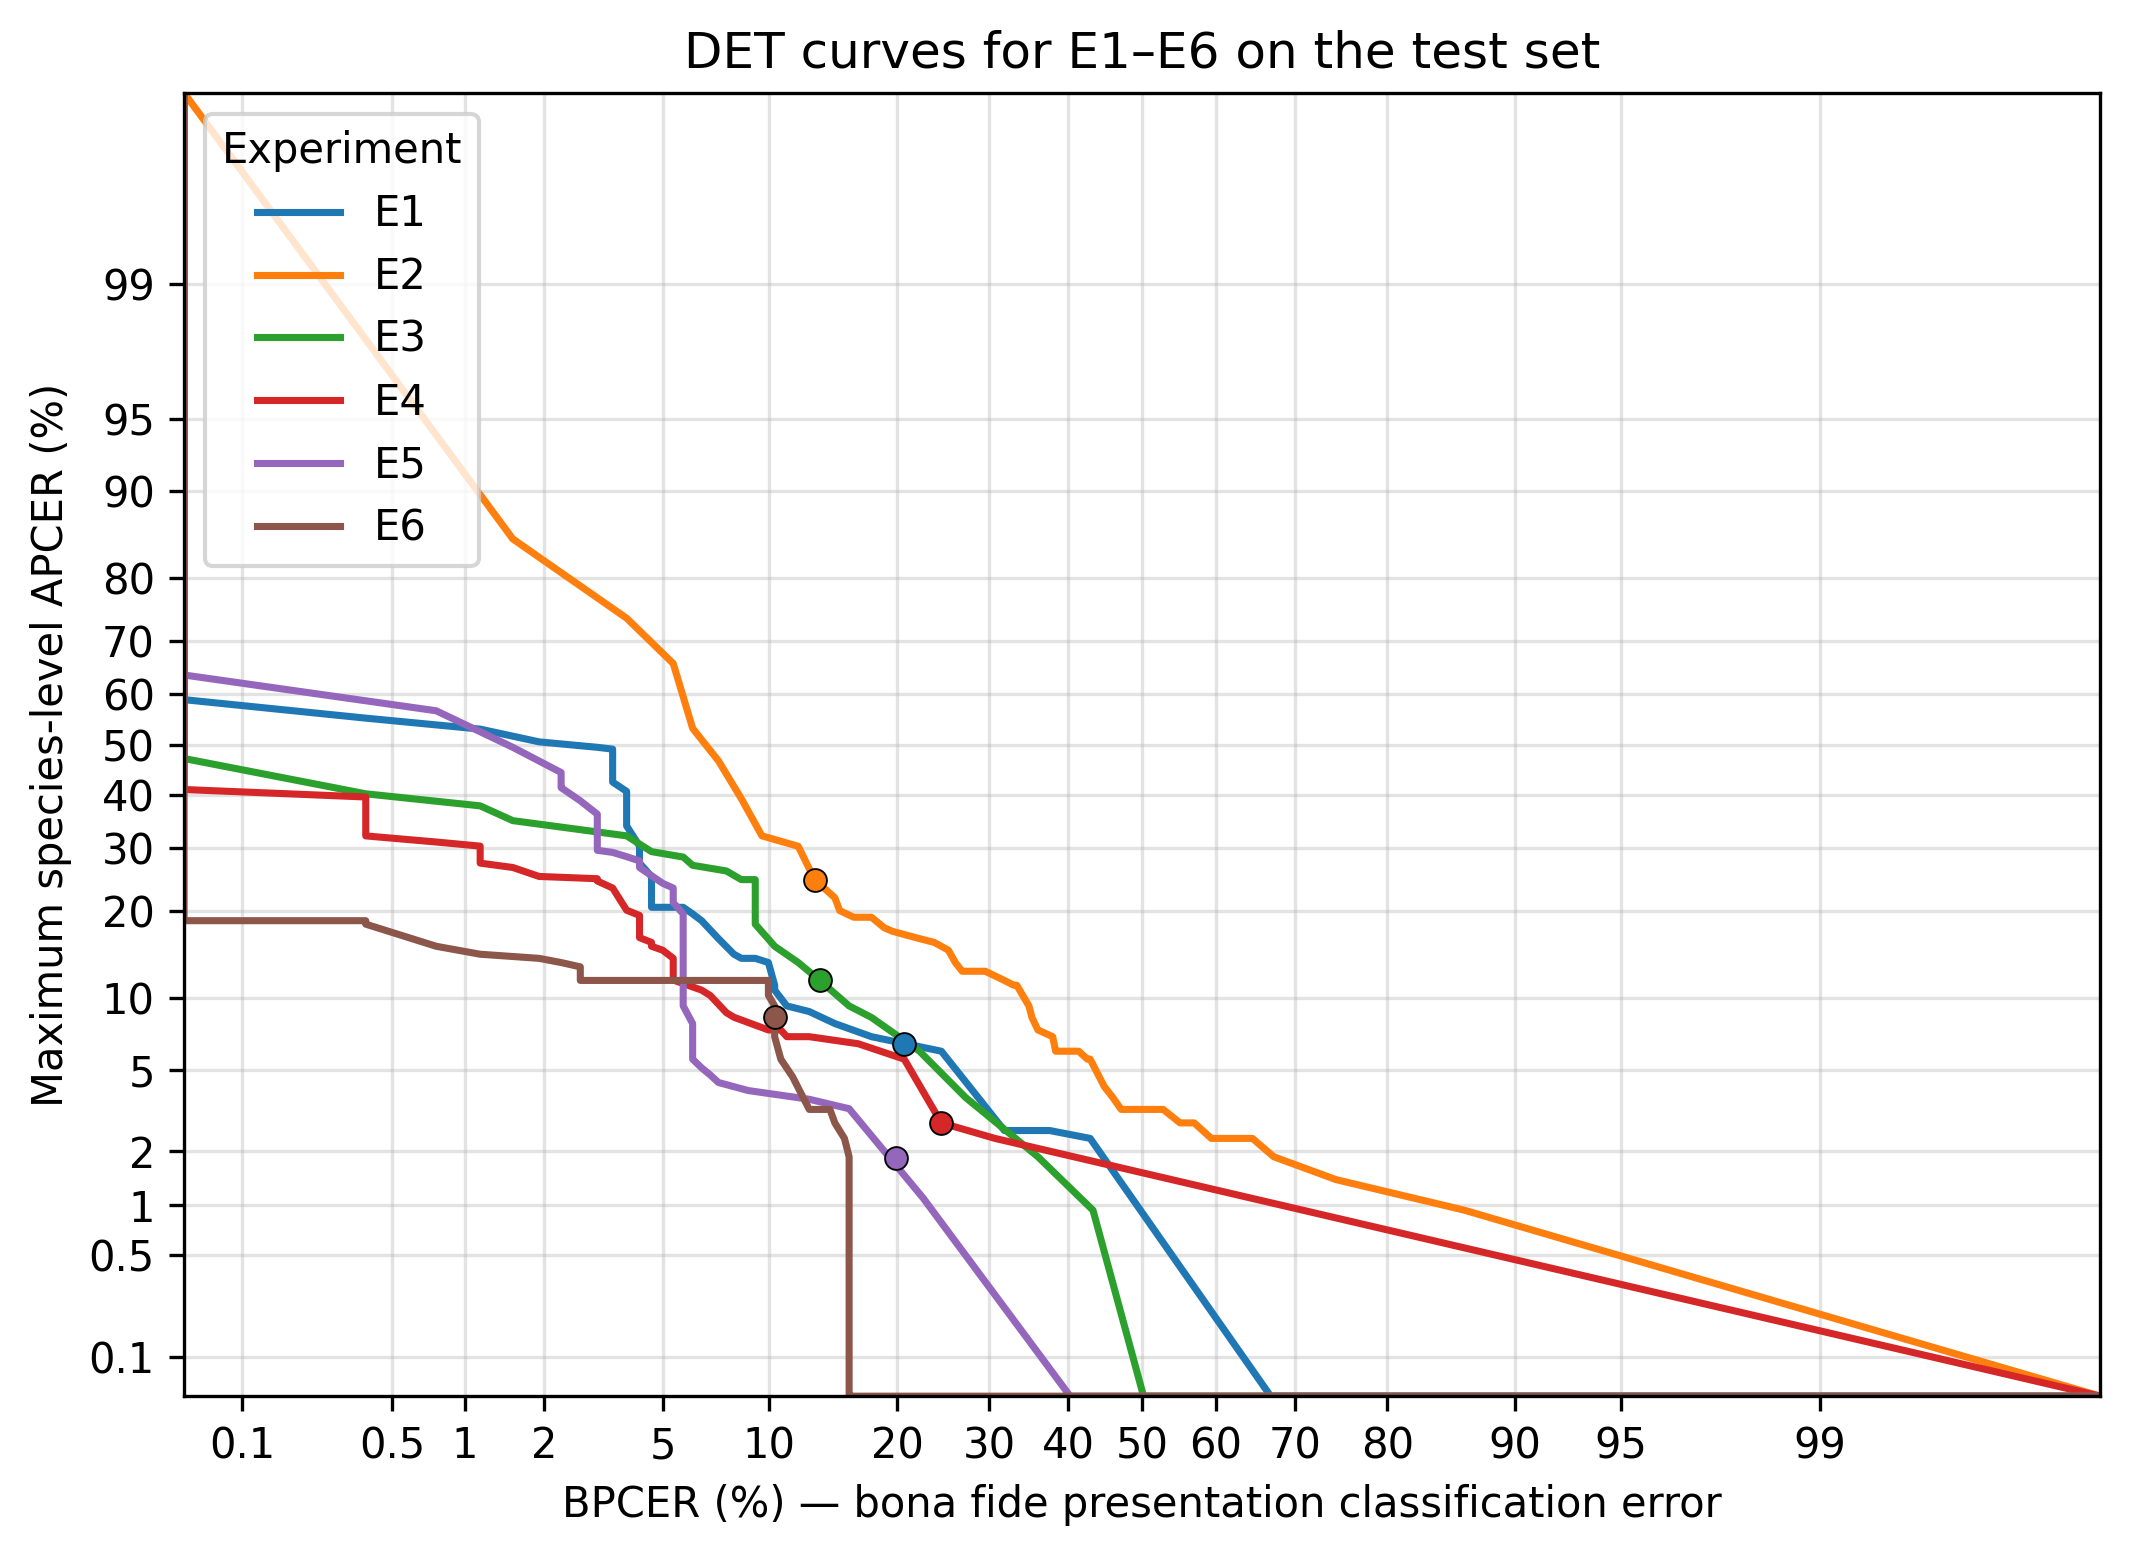 DET curves for E1–E6 on the test set
Experiment
E1
E2
E3
E4
E5
E6
Maximum species-level APCER (%)
99
95
90
80
70
60
50
40
30
20
10
5
2
1
0.5
0.1
0.1 0.5 1 2 5 10 20 30 40 50 60 70 80 90 95 99
BPCER (%) — bona fide presentation classification error